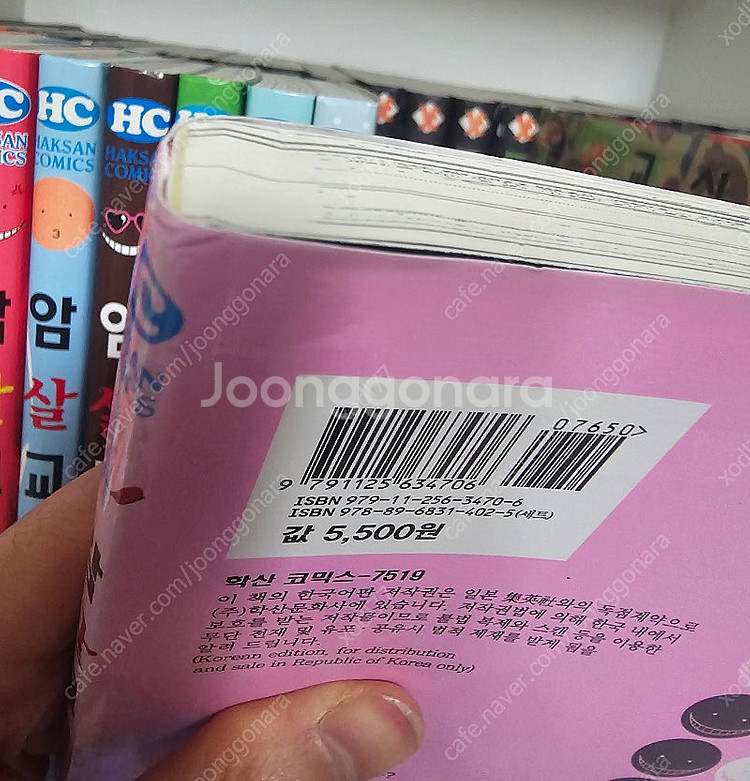 HC
HAKSAN
COMICS
HC
HAKSAN
COMICS
암
살
교
Joonggonara
07650>
9 791125 634706
ISBN 979-11-256-3470-6
ISBN 978-89-6831-402-5(세트)
값 5,500원
학산 코믹스-7519
이 책의 한국어판 저작권은 일본 集英社와의 독점계약으로
(주)학산문화사에 있습니다. 저작권법에 의해 한국 내에서
보호를 받는 저작물이므로 불법 복제와 스캔 등을 이용한
무단 전재 및 유포·공유시 법적 제재를 받게 됨을
알려 드립니다.
(Korean edition, for distribution
and sale in Republic of Korea only)
cafe.naver.com/joonggonara